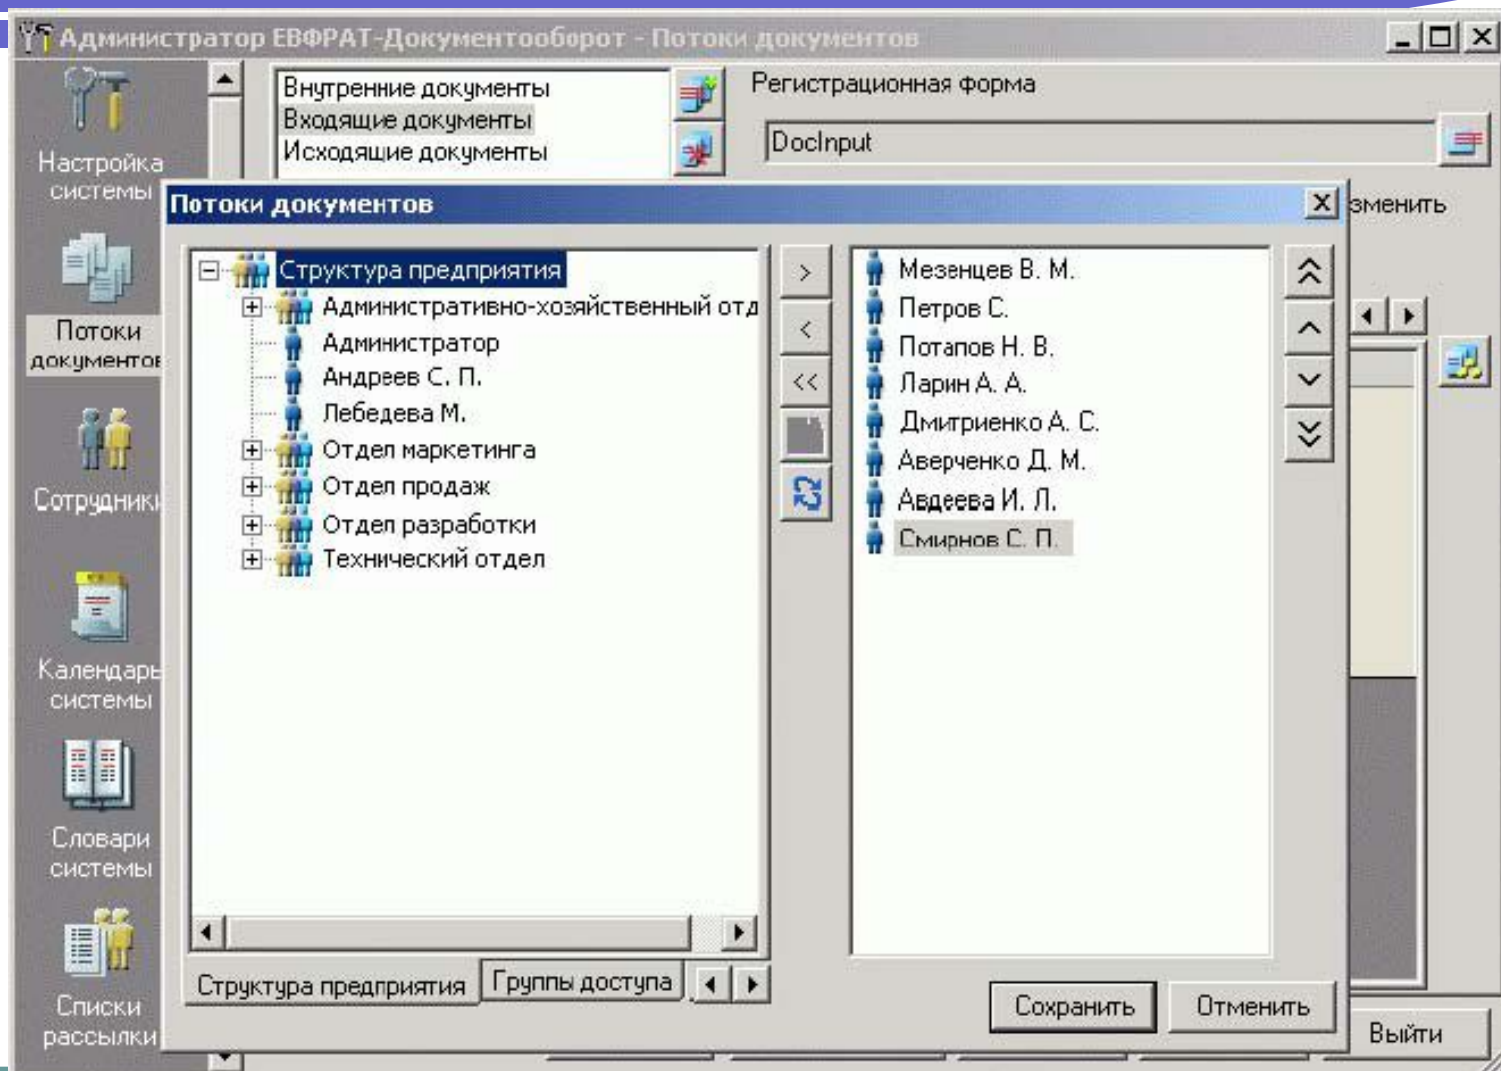 Администратор ЕВФРАТ-Документооборот - Потоки документов
Настройка
системы
Потоки
документов
Сотрудники
Календарь
системы
Словари
системы
Списки
рассылки
Внутренние документы
Входящие документы
Исходящие документы
Регистрационная форма
DocInput
зменить
Потоки документов
Структура предприятия
Административно-хозяйственный отд
Администратор
Андреев С. П.
Лебедева М.
Отдел маркетинга
Отдел продаж
Отдел разработки
Технический отдел
Структура предприятия
Группы доступа
>
<
<<
Мезенцев В. М.
Петров С.
Потапов Н. В.
Ларин А. А.
Дмитриенко А. С.
Аверченко Д. М.
Авдеева И. Л.
Смирнов С. П.
Сохранить
Отменить
Выйти